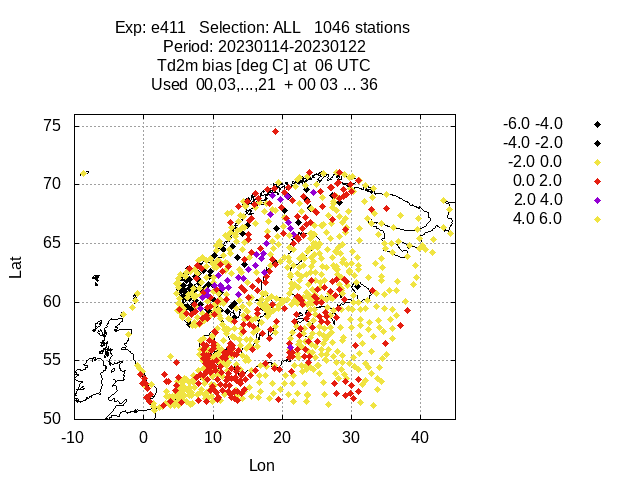 Exp: e411 Selection: ALL 1046 stations
Period: 20230114-20230122
Td2m bias [deg C] at 06 UTC
Used 00,03,...,21 + 00 03 ... 36
-6.0 -4.0
-4.0 -2.0
-2.0 0.0
0.0 2.0
2.0 4.0
4.0 6.0
75
70
65
60
55
50
Lat
-10 0 10 20 30 40
Lon